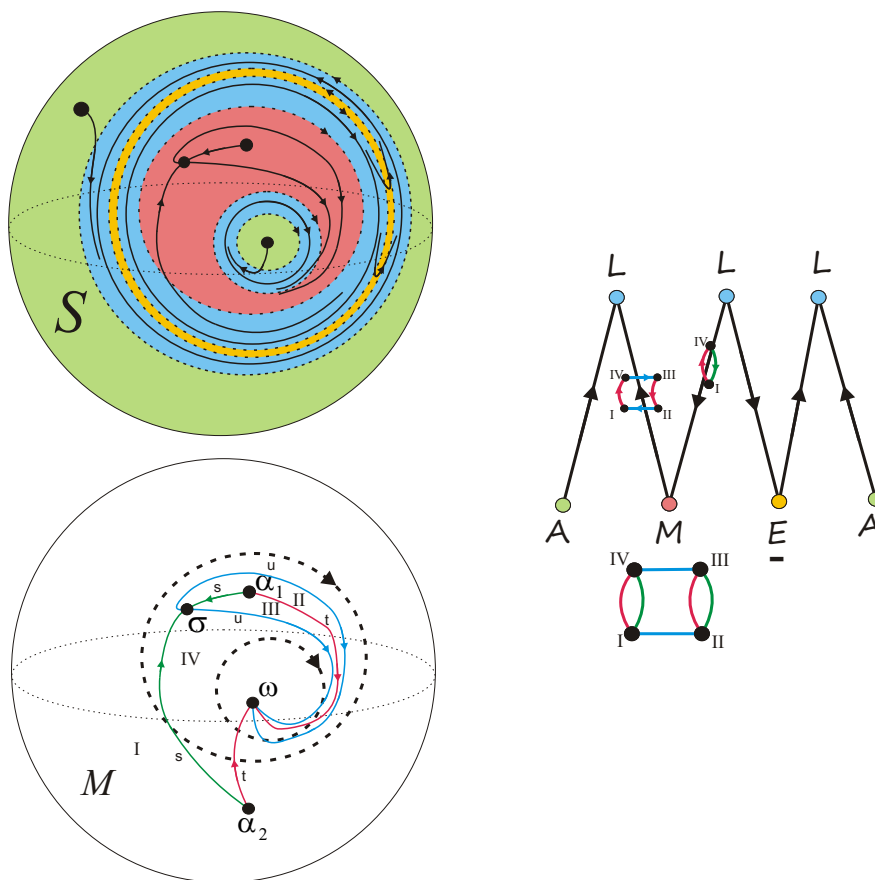 S
L L L
IV III
I II
IV
I
A M E A
IV III
I II
u
s α₁ II
III
σ u t
IV
ω
I
s t
M
α₂